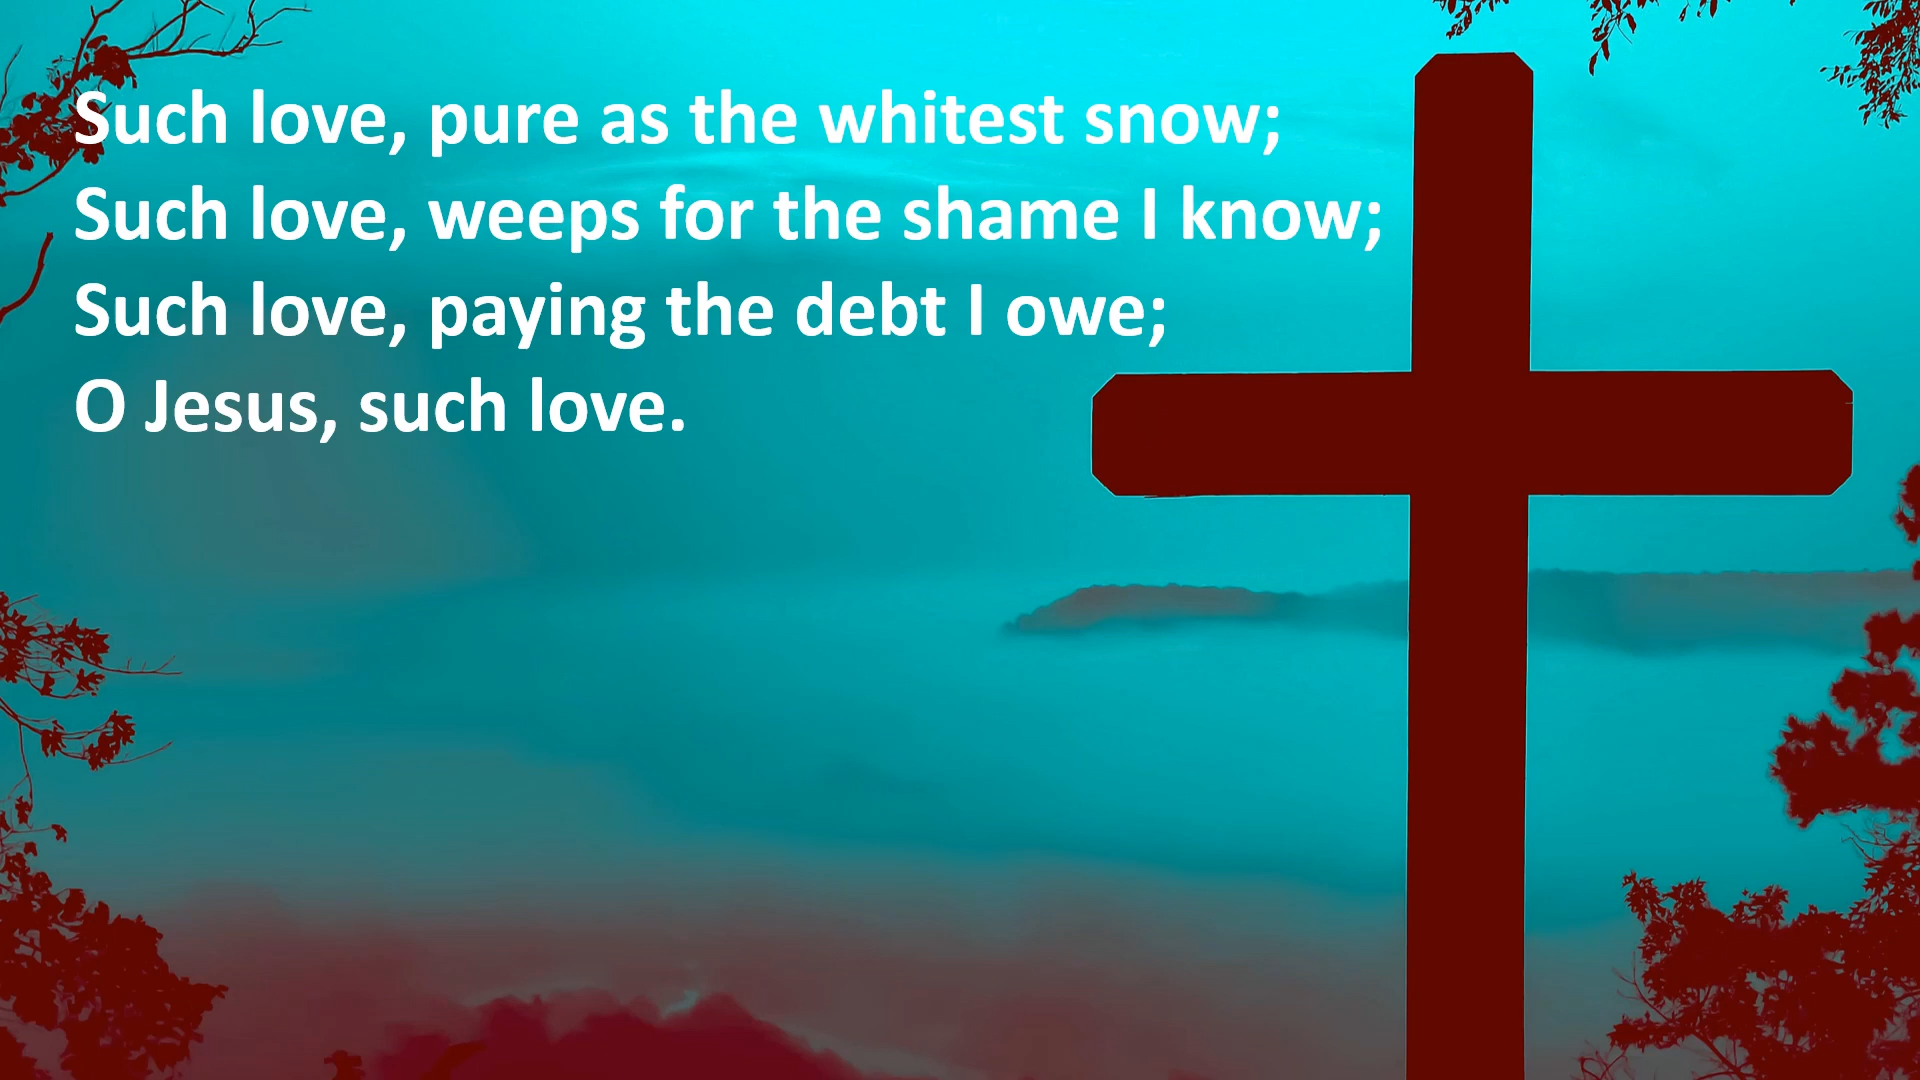 Such love, pure as the whitest snow;
Such love, weeps for the shame I know;
Such love, paying the debt I owe;
O Jesus, such love.